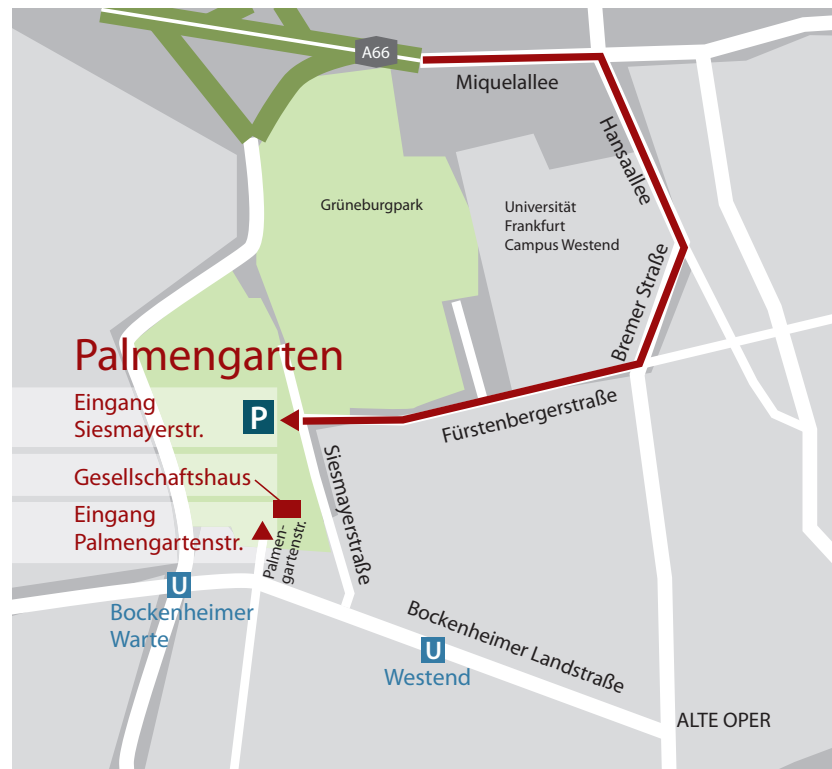 A66
Miquelallee
Hansaallee
Grüneburgpark
Universität
Frankfurt
Campus Westend
Bremer Straße
Palmengarten
Eingang
Siesmayerstr.
P
Fürstenbergerstraße
Siesmayerstraße
Gesellschaftshaus
Eingang
Palmengartenstr.
Palmen-
gartenstr.
U
Bockenheimer
Warte
Bockenheimer Landstraße
U
Westend
ALTE OPER